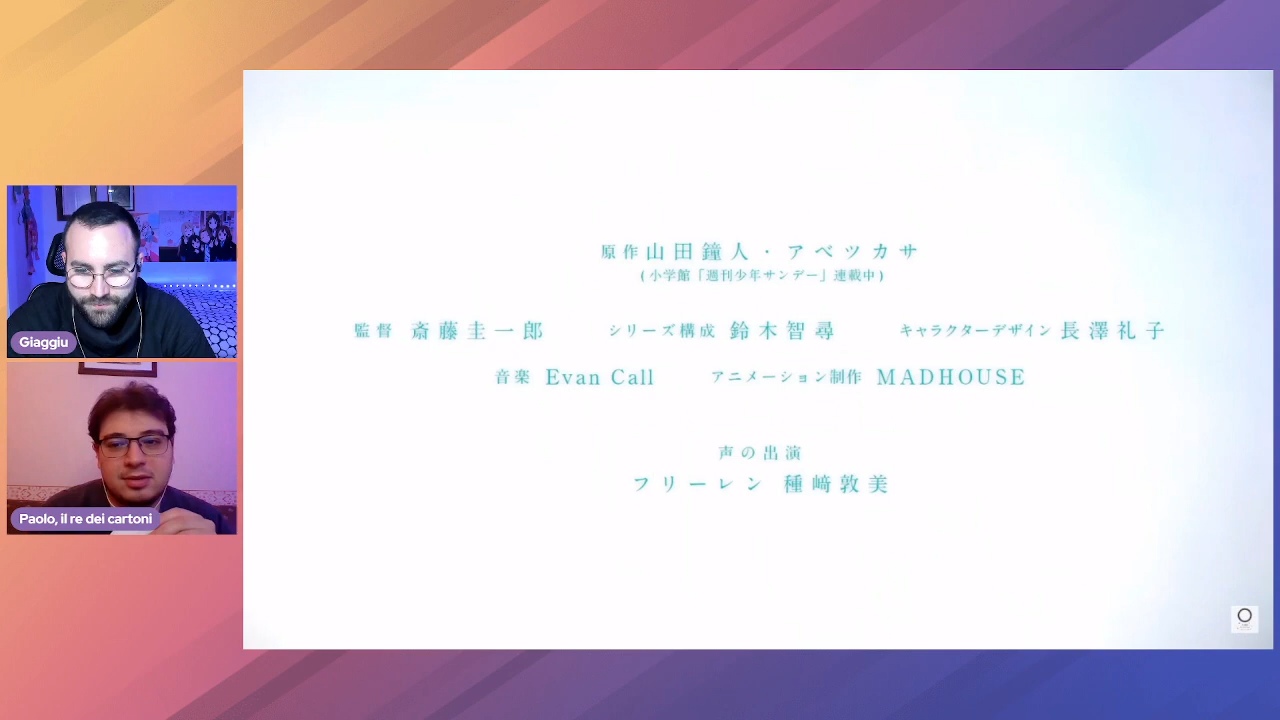 原作 山田鐘人・アベツカサ
(小学館「週刊少年サンデー」連載中)
監督 斎藤圭一郎 シリーズ構成 鈴木智尋 キャラクターデザイン 長澤礼子
音楽 Evan Call アニメーション制作 MADHOUSE
声の出演
フリーレン 種﨑敦美
Giaggiu
Paolo, il re dei cartoni